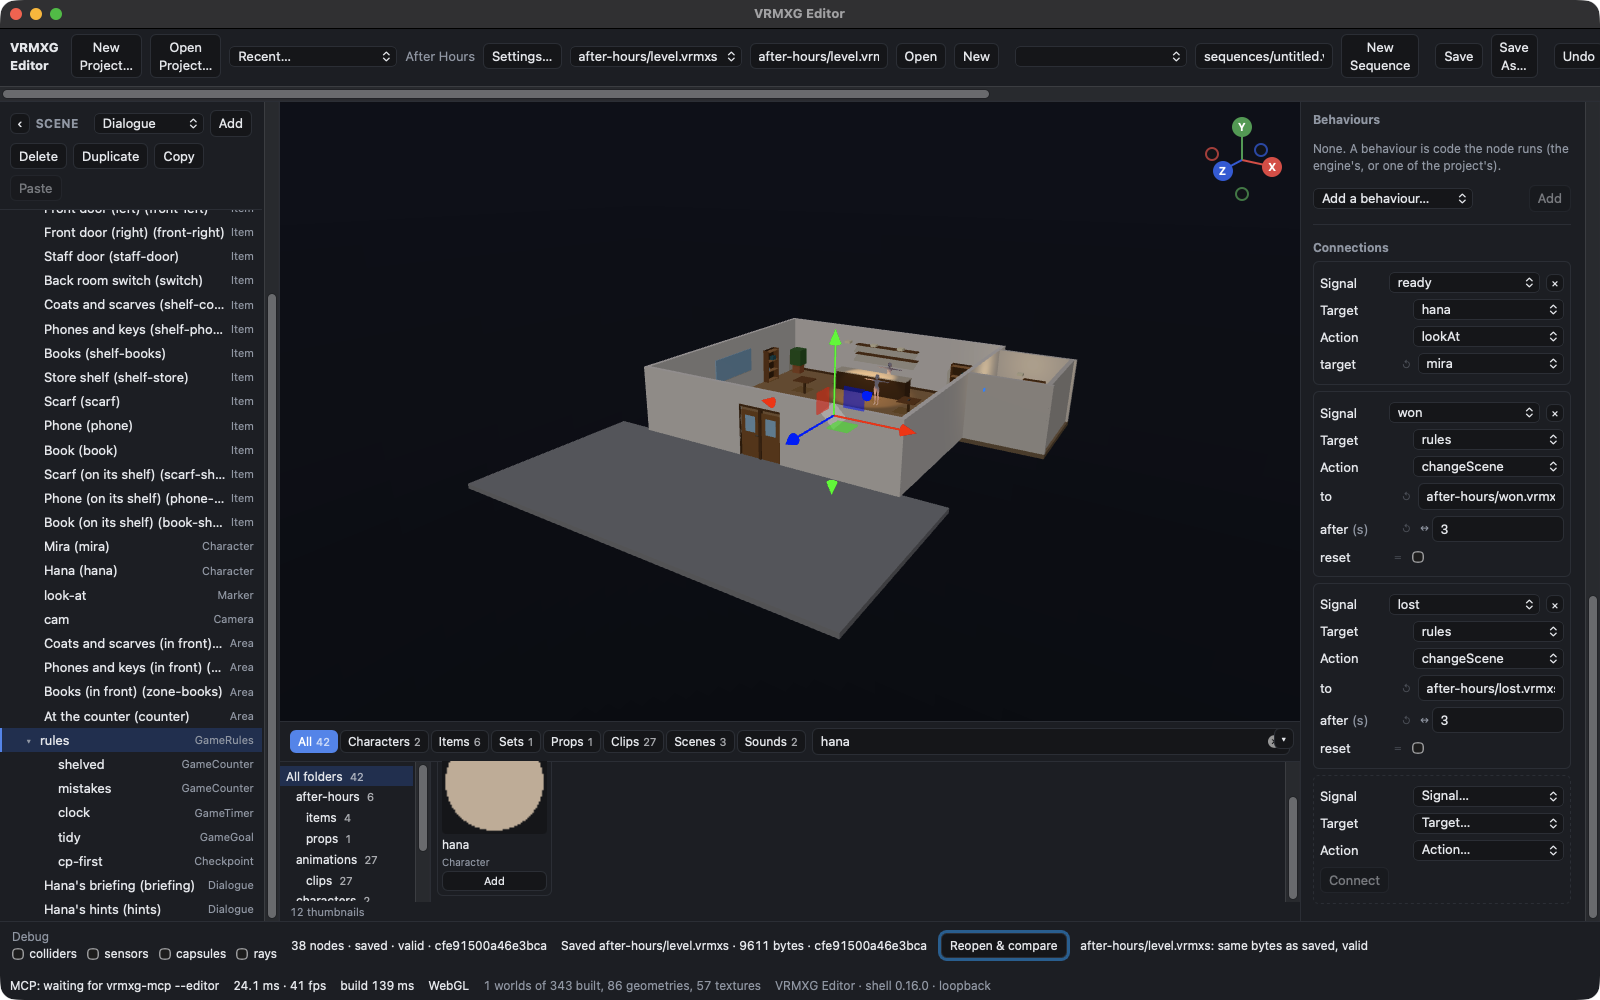 VRMXG Editor
VRMXG Editor
New Project...
Open Project...
Recent...
After Hours
Settings...
after-hours/level.vrmxs
after-hours/level.vrn
Open
New
sequences/untitled.
New Sequence
Save
Save As...
Undo
‹ SCENE
Dialogue
Add
Delete
Duplicate
Copy
Paste
Front door (left) (front-left) Item
Front door (right) (front-right) Item
Staff door (staff-door) Item
Back room switch (switch) Item
Coats and scarves (shelf-co... Item
Phones and keys (shelf-pho... Item
Books (shelf-books) Item
Store shelf (shelf-store) Item
Scarf (scarf) Item
Phone (phone) Item
Book (book) Item
Scarf (on its shelf) (scarf-sh... Item
Phone (on its shelf) (phone-... Item
Book (on its shelf) (book-sh... Item
Mira (mira) Character
Hana (hana) Character
look-at Marker
cam Camera
Coats and scarves (in front)... Area
Phones and keys (in front) (... Area
Books (in front) (zone-books) Area
At the counter (counter) Area
rules GameRules
shelved GameCounter
mistakes GameCounter
clock GameTimer
tidy GameGoal
cp-first Checkpoint
Hana's briefing (briefing) Dialogue
Hana's hints (hints) Dialogue
Y
X
Z
All 42
Characters 2
Items 6
Sets 1
Props 1
Clips 27
Scenes 3
Sounds 2
hana
All folders 42
after-hours 6
items 4
props 1
animations 27
clips 27
characters 2
12 thumbnails
hana
Character
Add
Behaviours
None. A behaviour is code the node runs (the
engine's, or one of the project's).
Add a behaviour...
Add
Connections
Signal ready ×
Target hana
Action lookAt
target mira
Signal won ×
Target rules
Action changeScene
to after-hours/won.vrmx
after (s) 3
reset
Signal lost ×
Target rules
Action changeScene
to after-hours/lost.vrmx
after (s) 3
reset
Signal Signal...
Target Target...
Action Action...
Connect
Debug
colliders
sensors
capsules
rays
38 nodes · saved · valid · cfe91500a46e3bca
Saved after-hours/level.vrmxs · 9611 bytes · cfe91500a46e3bca
Reopen & compare
after-hours/level.vrmxs: same bytes as saved, valid
MCP: waiting for vrmxg-mcp --editor
24.1 ms · 41 fps
build 139 ms
WebGL
1 worlds of 343 built, 86 geometries, 57 textures
VRMXG Editor · shell 0.16.0 · loopback